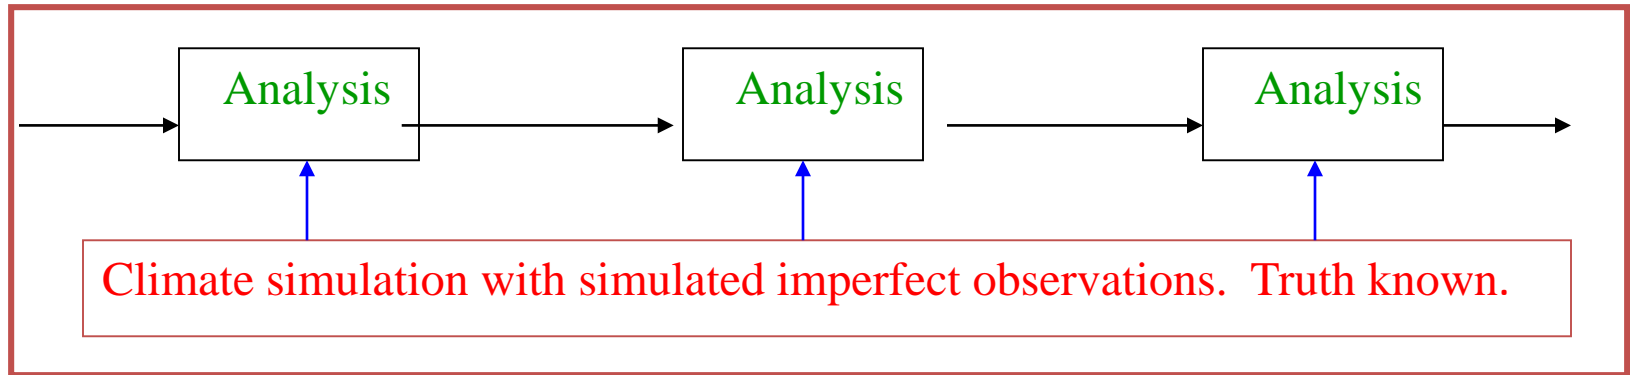 Analysis Analysis Analysis
Climate simulation with simulated imperfect observations. Truth known.